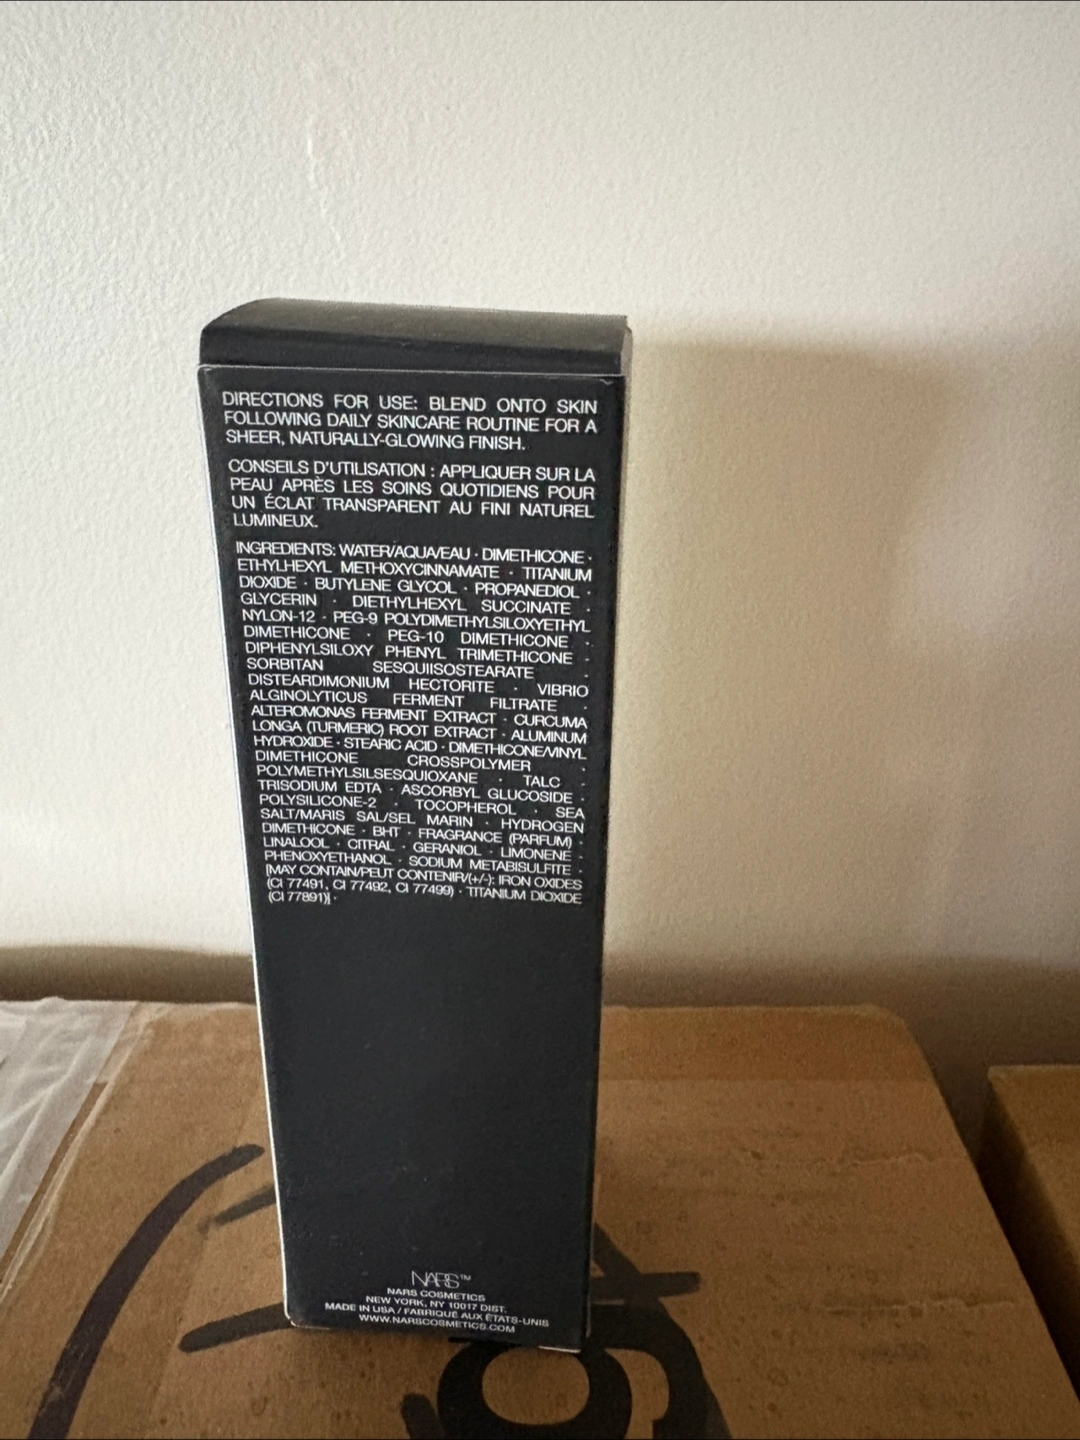 DIRECTIONS FOR USE: BLEND ONTO SKIN
FOLLOWING DAILY SKINCARE ROUTINE FOR A
SHEER, NATURALLY-GLOWING FINISH.
CONSEILS D'UTILISATION : APPLIQUER SUR LA
PEAU APRÈS LES SOINS QUOTIDIENS POUR
UN ÉCLAT TRANSPARENT AU FINI NATUREL
LUMINEUX.
INGREDIENTS: WATER/AQUA/EAU · DIMETHICONE ·
ETHYLHEXYL METHOXYCINNAMATE · TITANIUM
DIOXIDE · BUTYLENE GLYCOL · PROPANEDIOL ·
GLYCERIN · DIETHYLHEXYL SUCCINATE ·
NYLON-12 · PEG-9 POLYDIMETHYLSILOXYETHYL
DIMETHICONE · PEG-10 DIMETHICONE ·
DIPHENYLSILOXY PHENYL TRIMETHICONE ·
SORBITAN SESQUIISOSTEARATE ·
DISTEARDIMONIUM HECTORITE · VIBRIO
ALGINOLYTICUS FERMENT FILTRATE ·
ALTEROMONAS FERMENT EXTRACT · CURCUMA
LONGA (TURMERIC) ROOT EXTRACT · ALUMINUM
HYDROXIDE · STEARIC ACID · DIMETHICONE/VINYL
DIMETHICONE CROSSPOLYMER ·
POLYMETHYLSILSESQUIOXANE · TALC ·
TRISODIUM EDTA · ASCORBYL GLUCOSIDE ·
POLYSILICONE-2 · TOCOPHEROL · SEA
SALT/MARIS SAL/SEL MARIN · HYDROGEN
DIMETHICONE · BHT · FRAGRANCE (PARFUM) ·
LINALOOL · CITRAL · GERANIOL · LIMONENE ·
PHENOXYETHANOL · SODIUM METABISULFITE ·
[MAY CONTAIN/PEUT CONTENIR/(+/-): IRON OXIDES
(CI 77491, CI 77492, CI 77499) · TITANIUM DIOXIDE
(CI 77891)] ·
NARS™
NARS COSMETICS
NEW YORK, NY 10017 DIST.
MADE IN USA / FABRIQUÉ AUX ÉTATS-UNIS
WWW.NARSCOSMETICS.COM